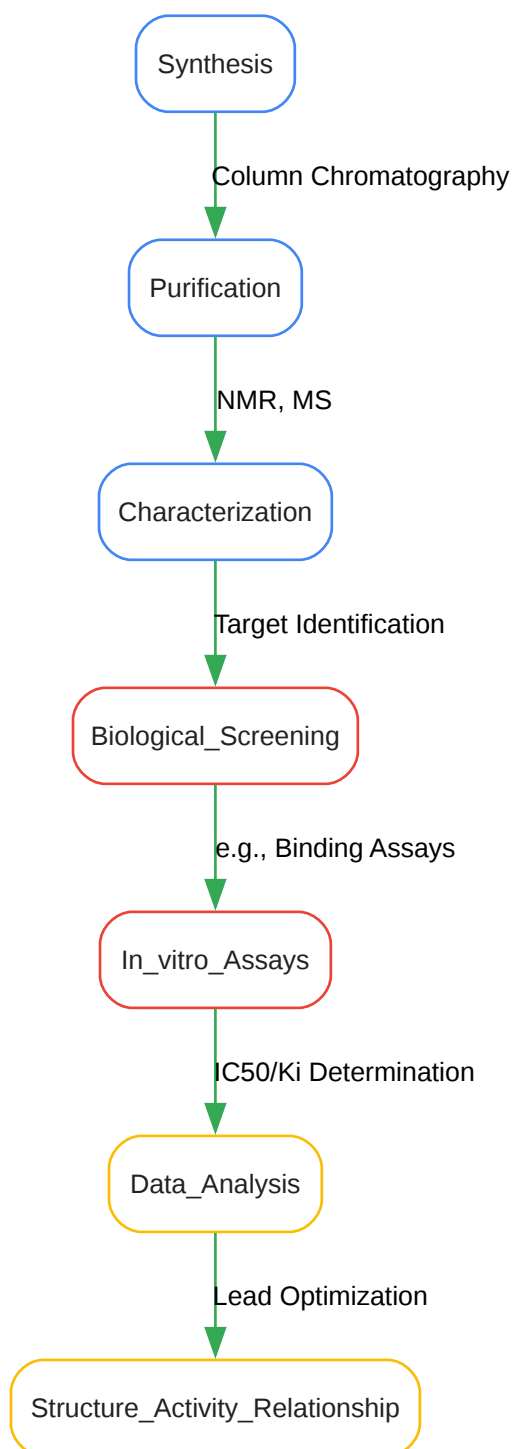 Synthesis
Column Chromatography
Purification
NMR, MS
Characterization
Target Identification
Biological_Screening
e.g., Binding Assays
In_vitro_Assays
IC50/Ki Determination
Data_Analysis
Lead Optimization
Structure_Activity_Relationship